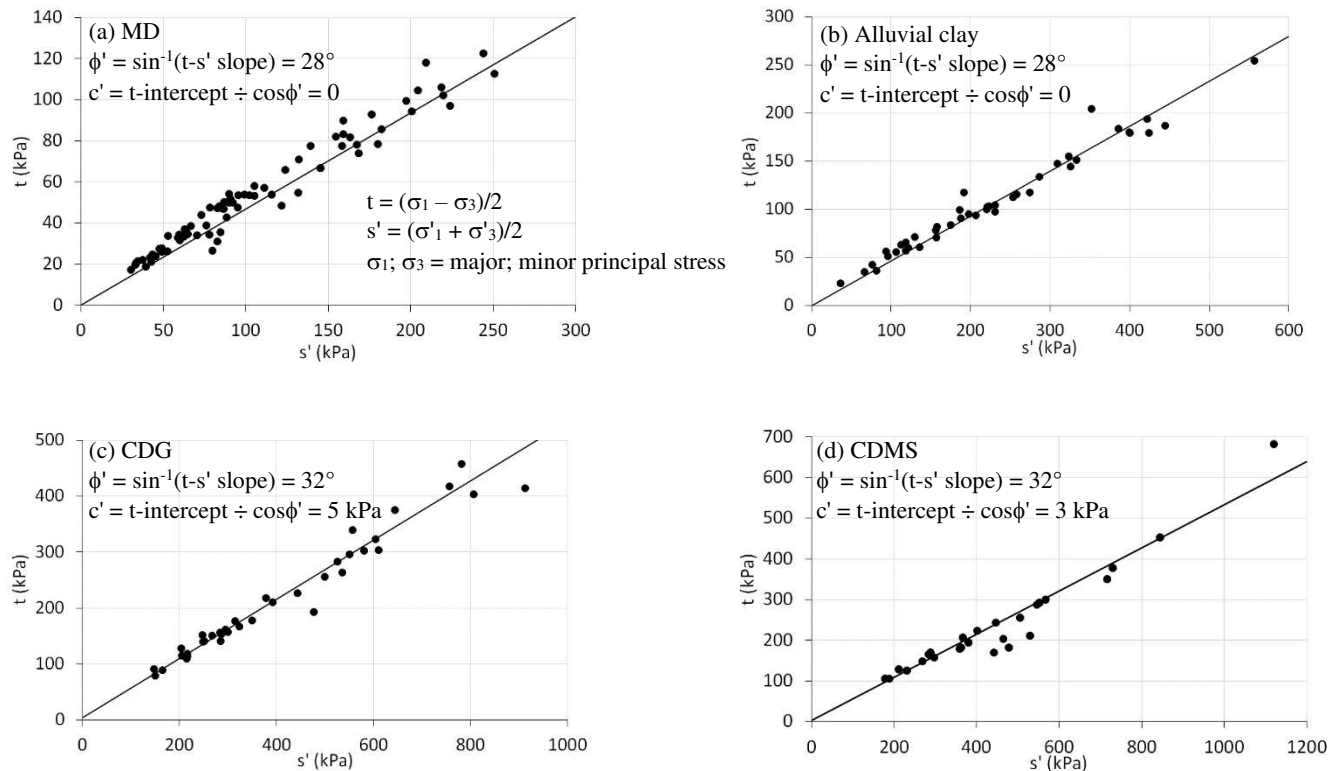 (a) MD
ϕ' = sin⁻¹(t-s' slope) = 28°
c' = t-intercept ÷ cosϕ' = 0
t = (σ₁ – σ₃)/2
s' = (σ'₁ + σ'₃)/2
σ₁; σ₃ = major; minor principal stress
t (kPa)
140
120
100
80
60
40
20
0
0 50 100 150 200 250 300
s' (kPa)
(b) Alluvial clay
ϕ' = sin⁻¹(t-s' slope) = 28°
c' = t-intercept ÷ cosϕ' = 0
t (kPa)
300
250
200
150
100
50
0
0 100 200 300 400 500 600
s' (kPa)
(c) CDG
ϕ' = sin⁻¹(t-s' slope) = 32°
c' = t-intercept ÷ cosϕ' = 5 kPa
t (kPa)
500
400
300
200
100
0
0 200 400 600 800 1000
s' (kPa)
(d) CDMS
ϕ' = sin⁻¹(t-s' slope) = 32°
c' = t-intercept ÷ cosϕ' = 3 kPa
t (kPa)
700
600
500
400
300
200
100
0
0 200 400 600 800 1000 1200
s' (kPa)